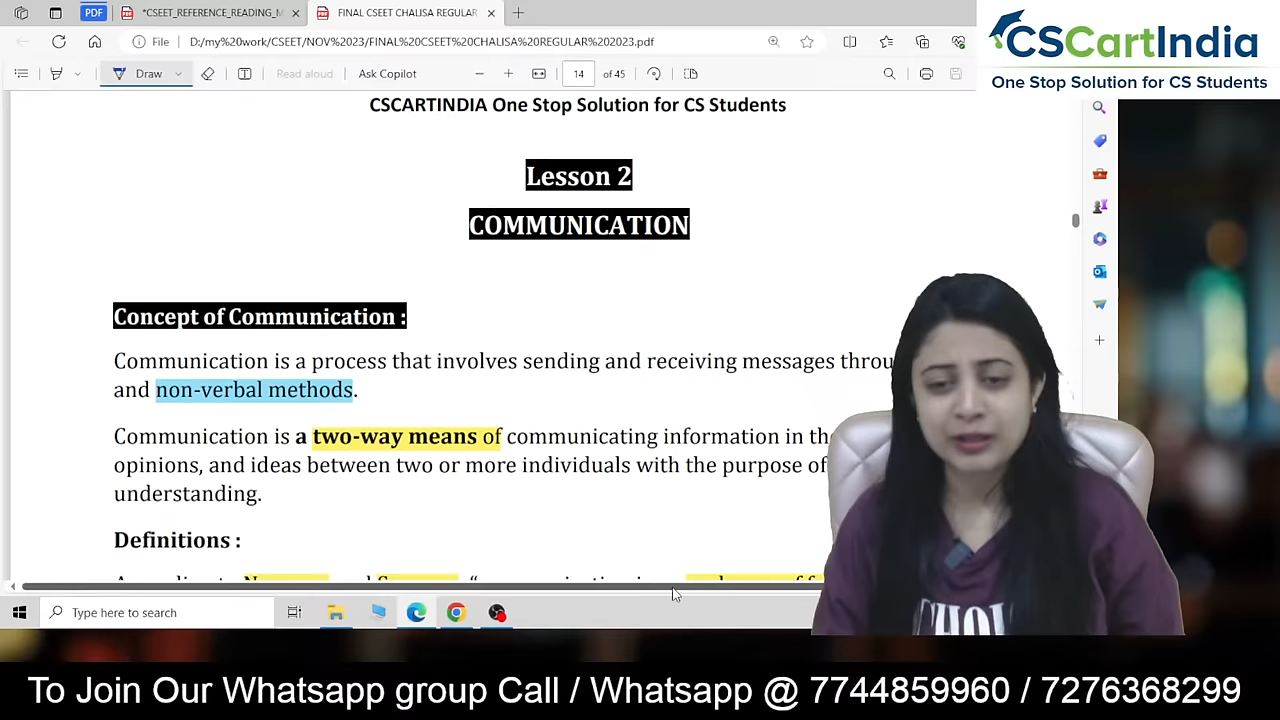 *CSEET_REFERENCE_READING_M
FINAL CSEET CHALISA REGULAR
PDF
File
D:/my%20work/CSEET/NOV%2023/FINAL%20CSEET%20CHALISA%20REGULAR%202023.pdf
Draw
Read aloud
Ask Copilot
14
of 45
CSCartIndia
One Stop Solution for CS Students
CSCARTINDIA One Stop Solution for CS Students
Lesson 2
COMMUNICATION
Concept of Communication :
Communication is a process that involves sending and receiving messages
and non-verbal methods.
Communication is a two-way means of communicating information in
opinions, and ideas between two or more individuals with the purpose of
understanding.
Definitions :
Type here to search
To Join Our Whatsapp group Call / Whatsapp @ 7744859960 / 7276368299